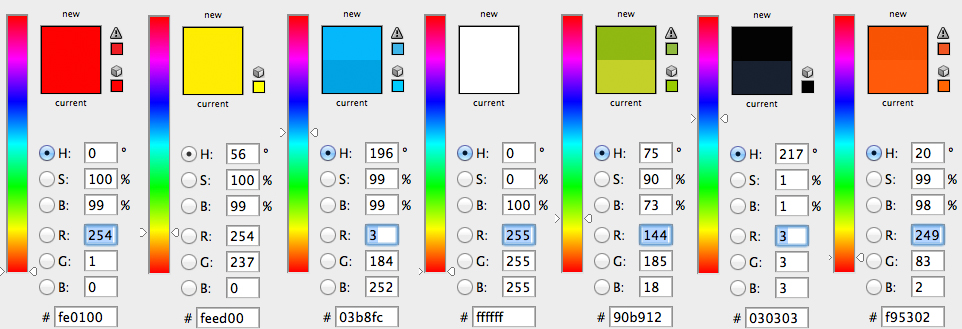 new new new new new new new
current current current current current current current
H: 0 ° H: 56 ° H: 196 ° H: 0 ° H: 75 ° H: 217 ° H: 20 °
S: 100 % S: 100 % S: 99 % S: 0 % S: 90 % S: 1 % S: 99 %
B: 99 % B: 99 % B: 99 % B: 100 % B: 73 % B: 1 % B: 98 %
R: 254 R: 254 R: 3 R: 255 R: 144 R: 3 R: 249
G: 1 G: 237 G: 184 G: 255 G: 185 G: 3 G: 83
B: 0 B: 0 B: 252 B: 255 B: 18 B: 3 B: 2
# fe0100 # feed00 # 03b8fc # ffffff # 90b912 # 030303 # f95302